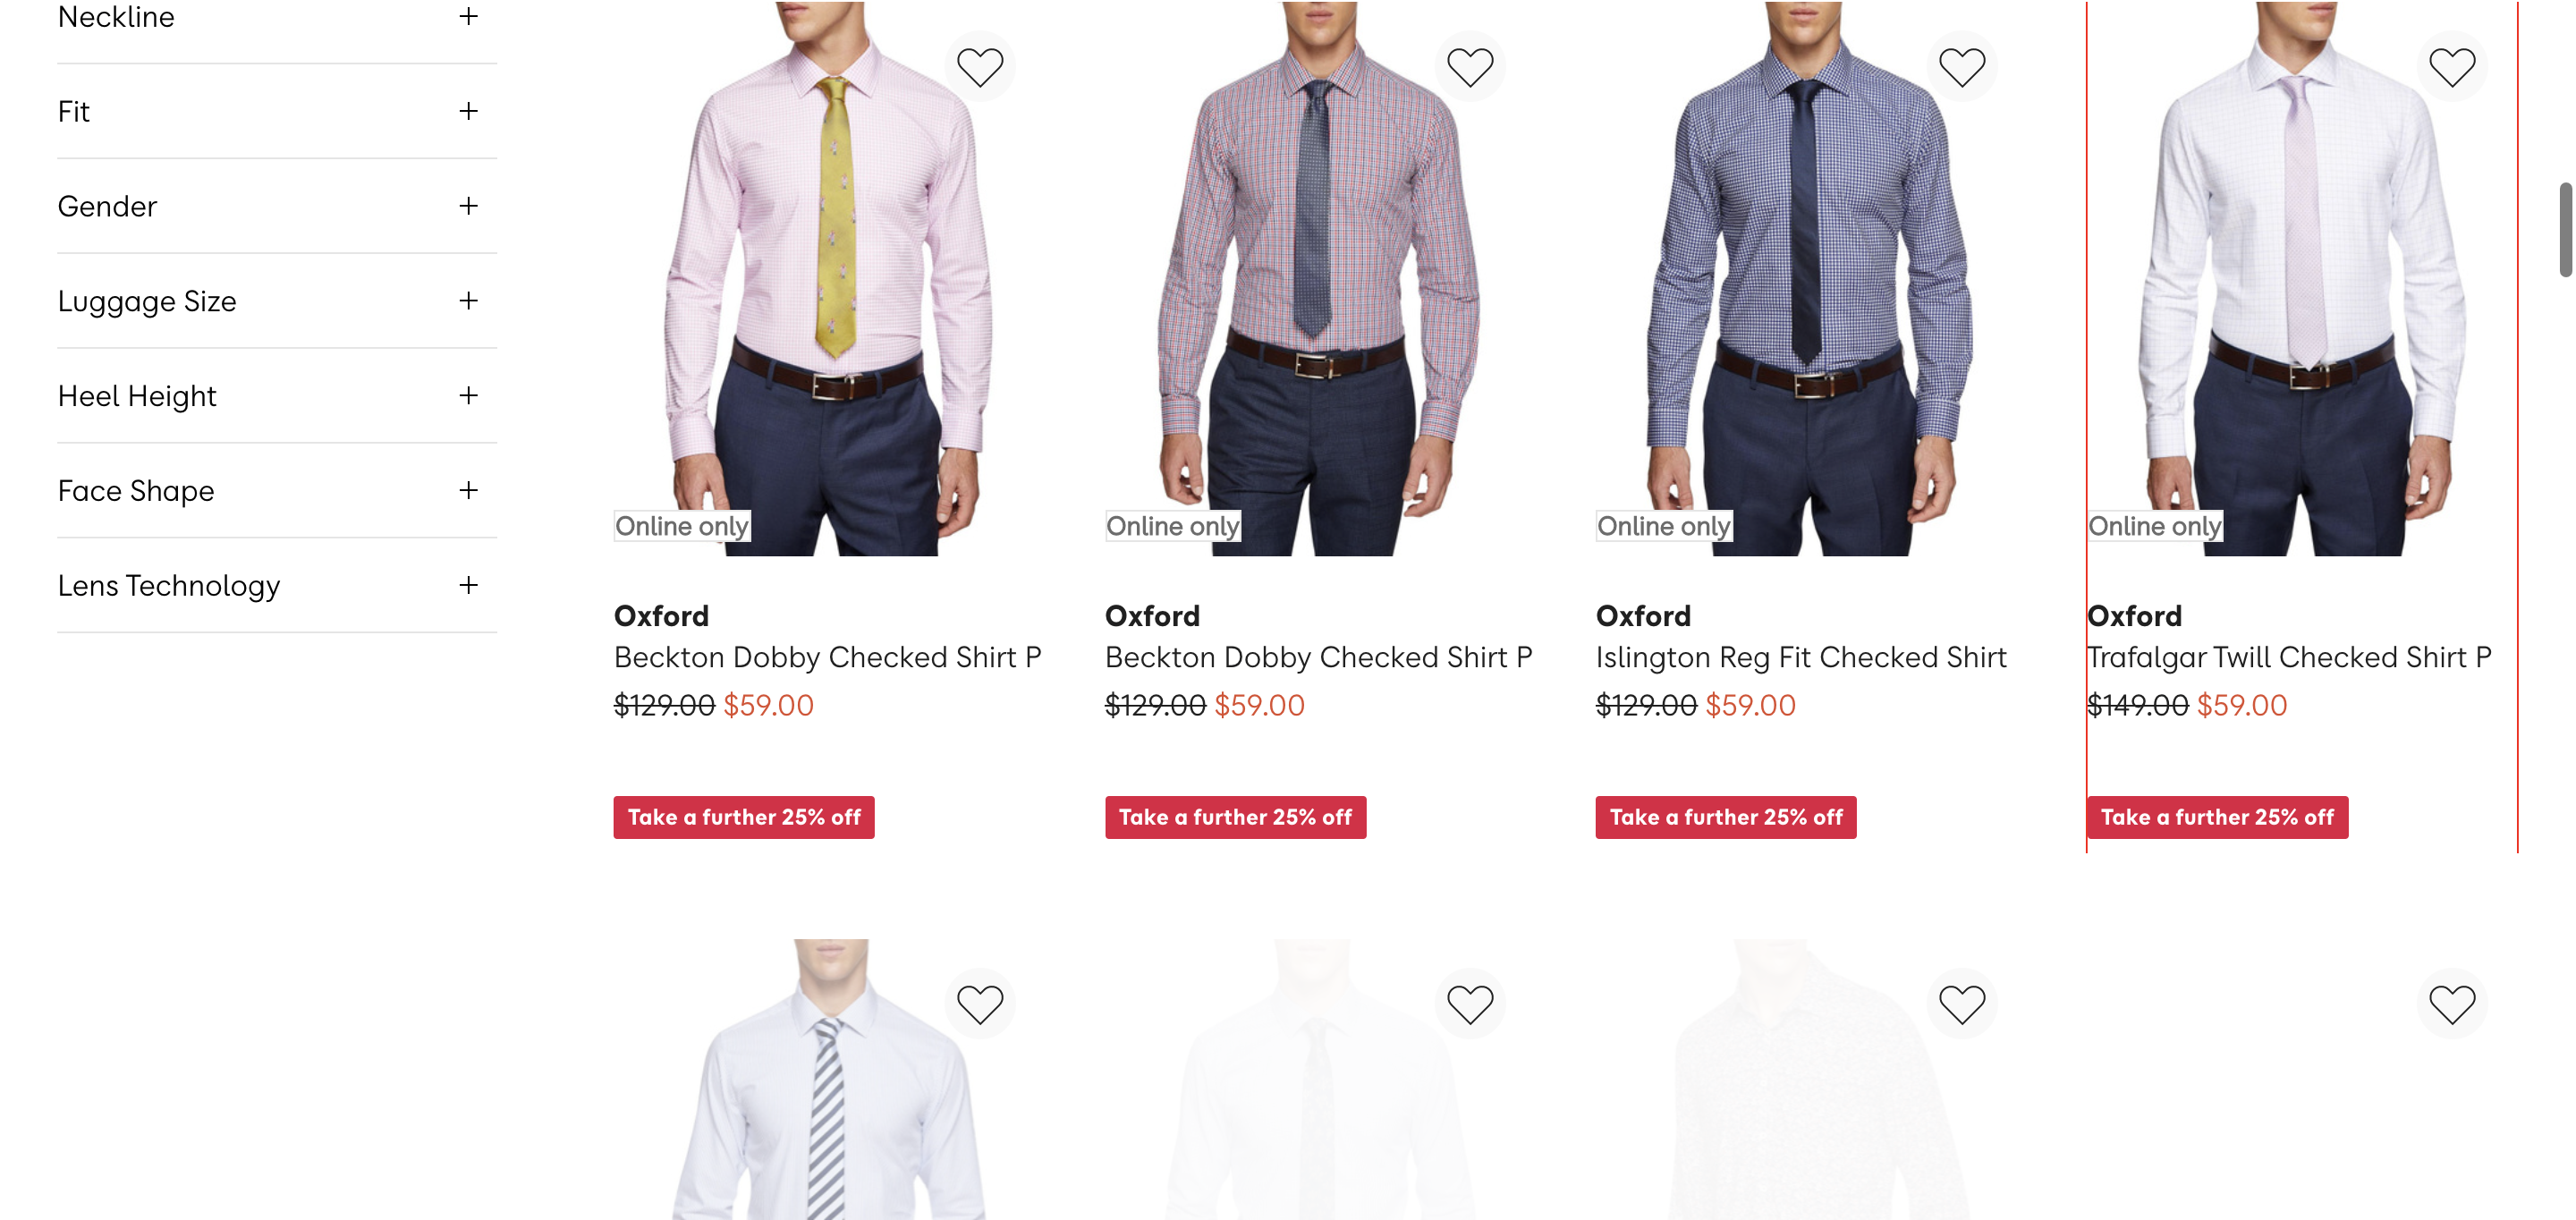 Neckline
Fit
Gender
Luggage Size
Heel Height
Face Shape
Lens Technology
Online only
Oxford
Beckton Dobby Checked Shirt P
$129.00 $59.00
Take a further 25% off
Online only
Oxford
Beckton Dobby Checked Shirt P
$129.00 $59.00
Take a further 25% off
Online only
Oxford
Islington Reg Fit Checked Shirt
$129.00 $59.00
Take a further 25% off
Online only
Oxford
Trafalgar Twill Checked Shirt P
$149.00 $59.00
Take a further 25% off